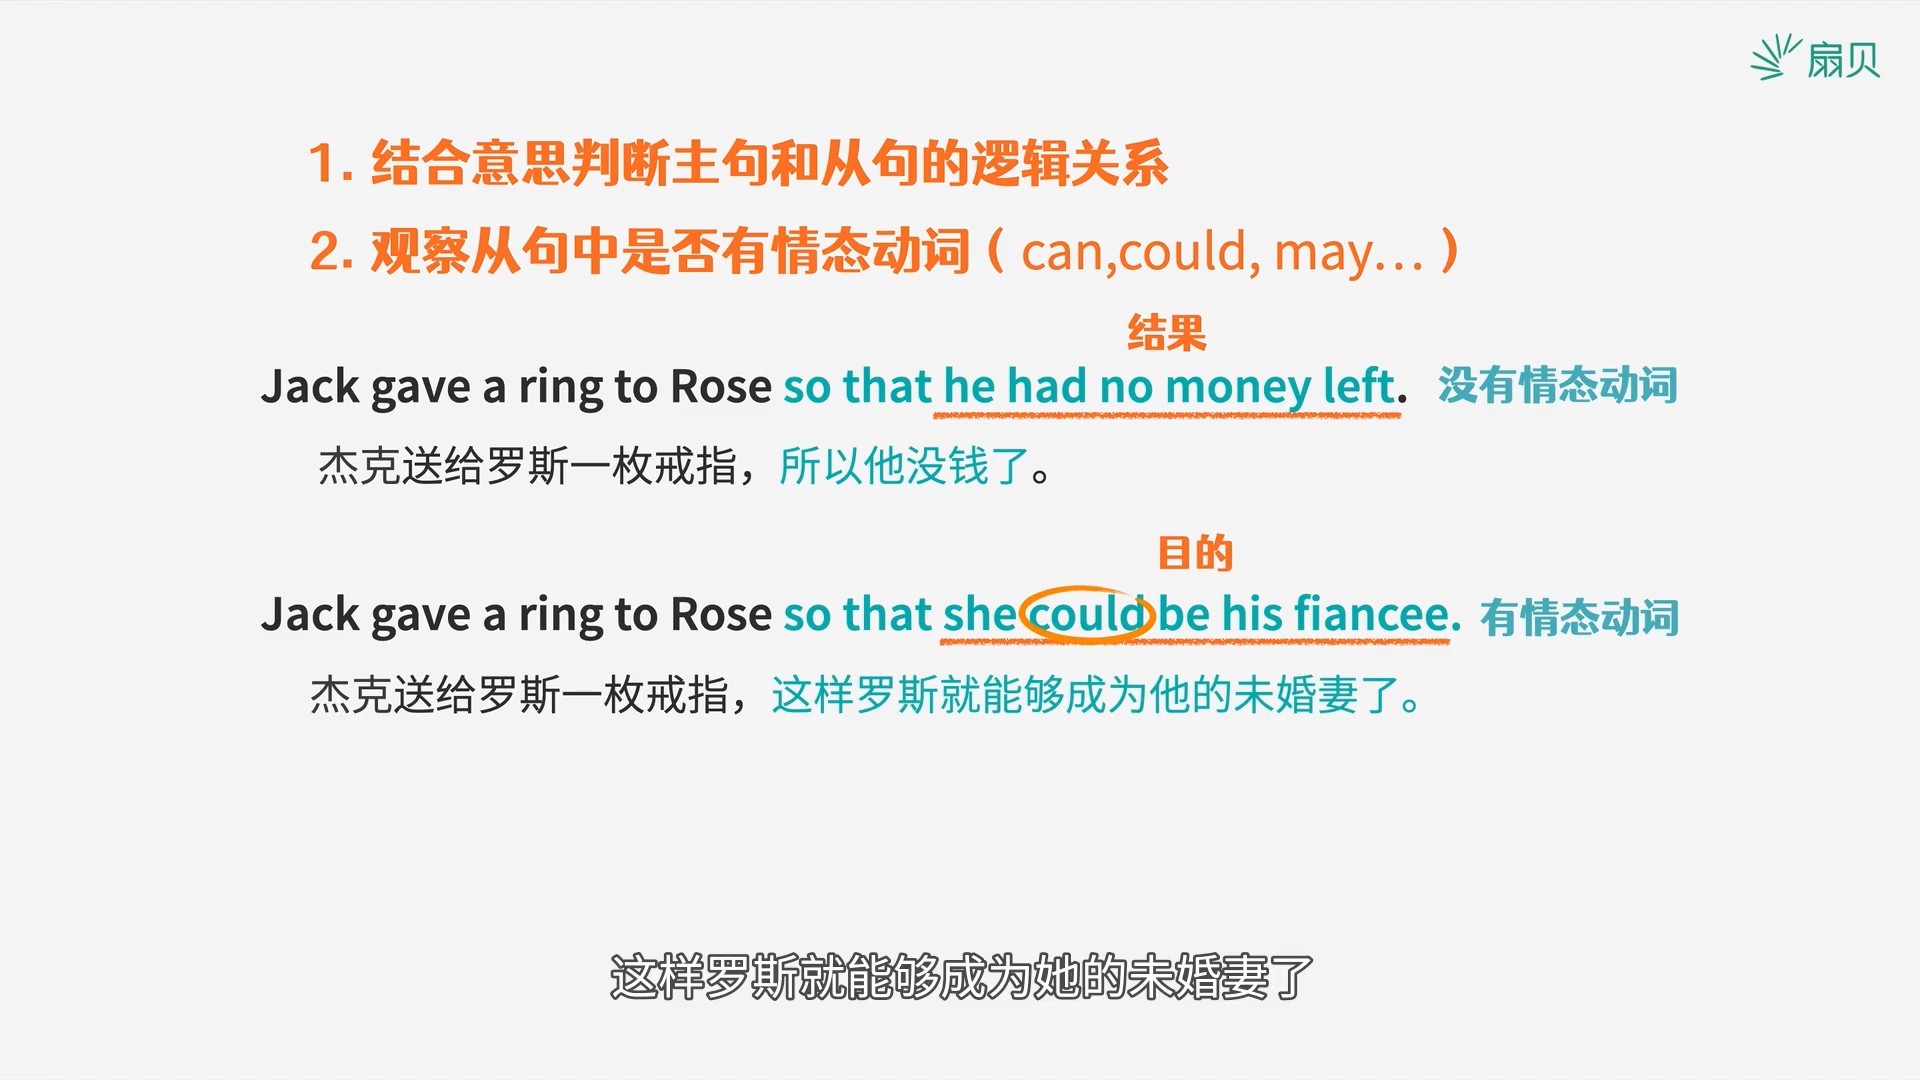 扇贝
1. 结合意思判断主句和从句的逻辑关系
2. 观察从句中是否有情态动词（can,could, may...）
结果
Jack gave a ring to Rose so that he had no money left. 没有情态动词
杰克送给罗斯一枚戒指，所以他没钱了。
目的
Jack gave a ring to Rose so that she could be his fiancee. 有情态动词
杰克送给罗斯一枚戒指，这样罗斯就能够成为他的未婚妻了。
这样罗斯就能够成为她的未婚妻了